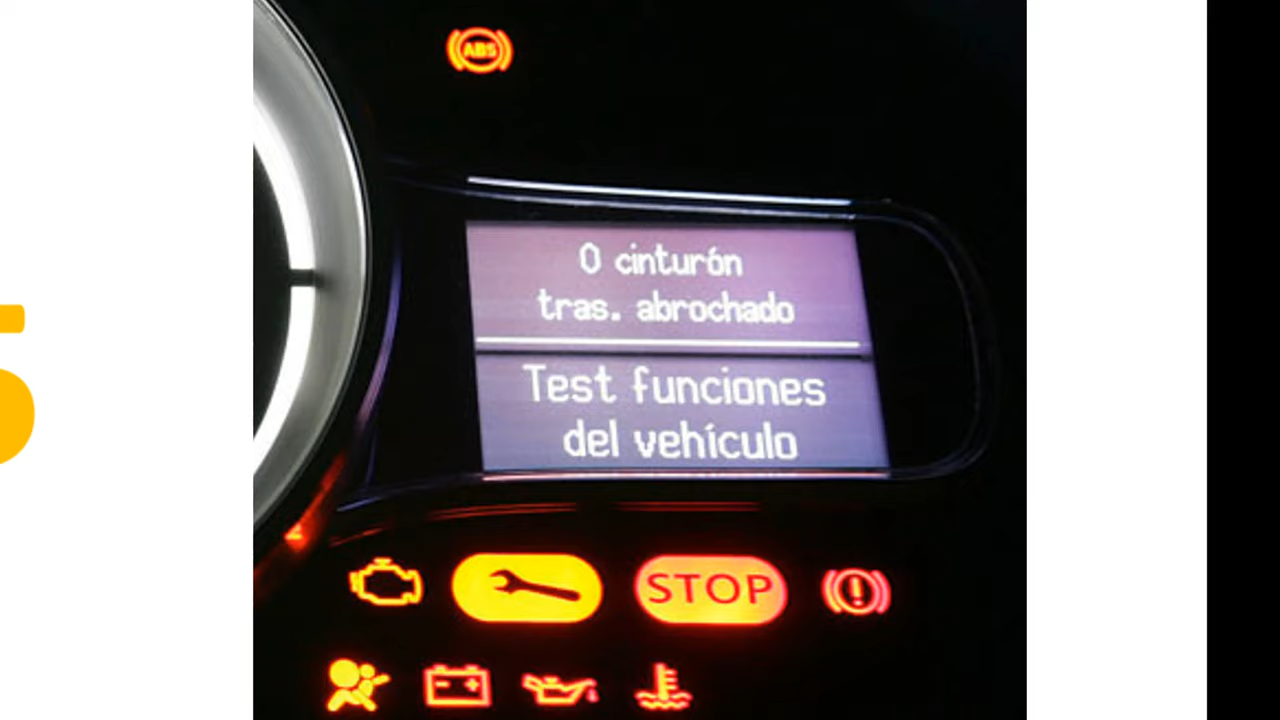 ABS
0 cinturón
tras. abrochado
Test funciones
del vehículo
STOP